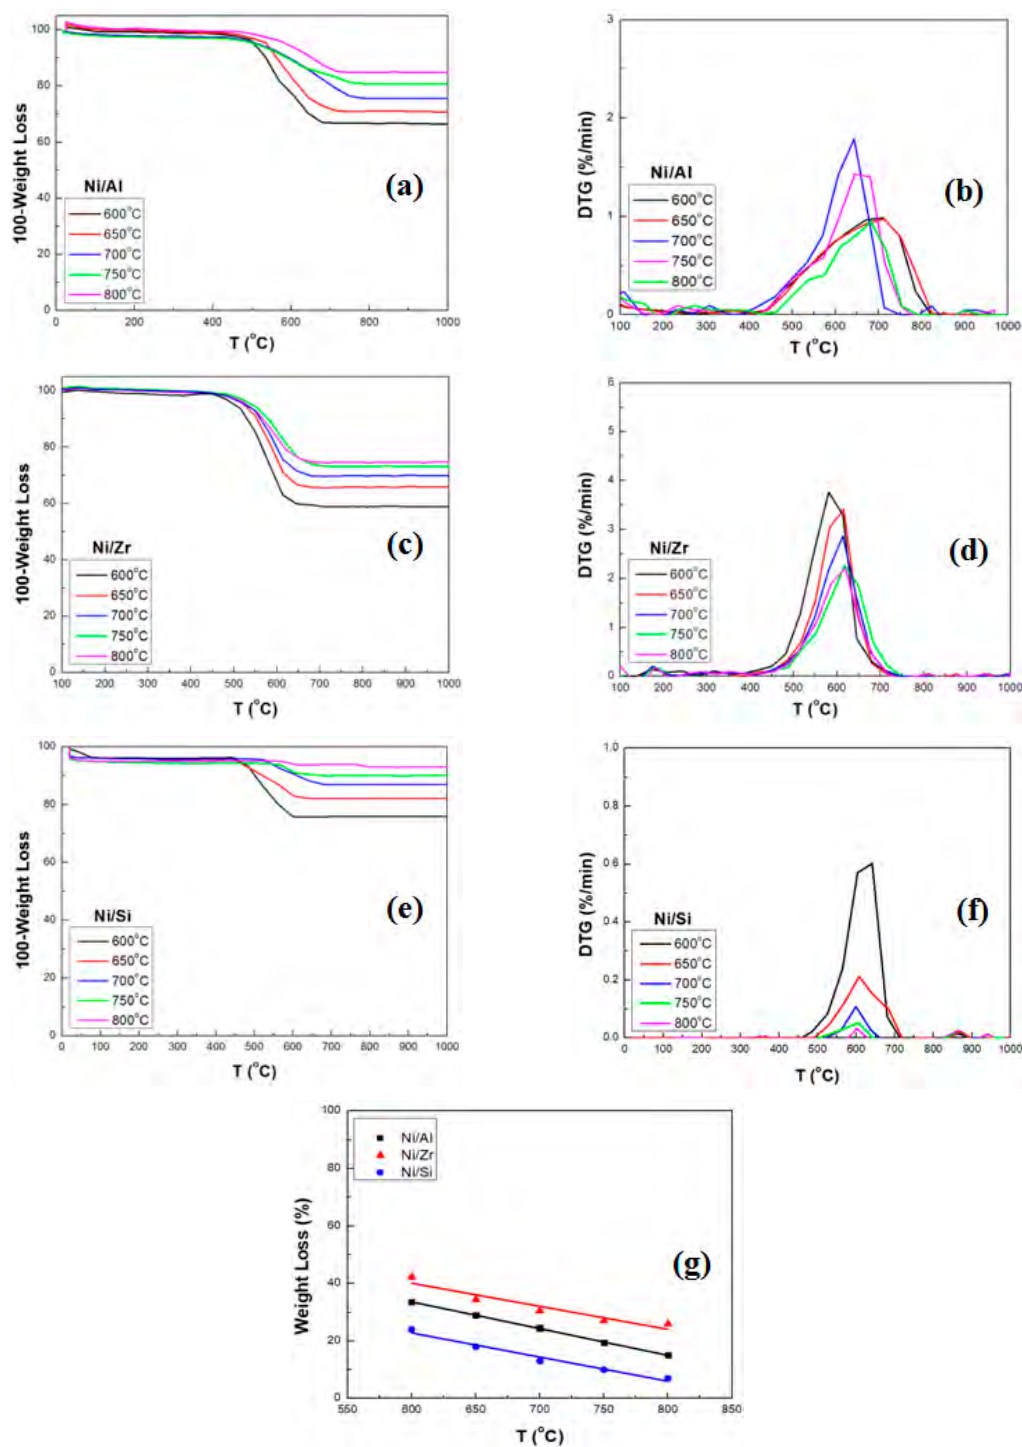 100
80
60
40
20
0
100-Weight Loss
(a)
Ni/Al
600°C
650°C
700°C
750°C
800°C
0 200 400 600 800 1000
T (°C)
3
2
1
0
DTG (%/min)
(b)
Ni/Al
600°C
650°C
700°C
750°C
800°C
100 200 300 400 500 600 700 800 900 1000
T (°C)
100
80
60
40
20
0
100-Weight Loss
(c)
Ni/Zr
600°C
650°C
700°C
750°C
800°C
100 200 300 400 500 600 700 800 900 1000
T (°C)
6
5
4
3
2
1
0
DTG (%/min)
(d)
Ni/Zr
600°C
650°C
700°C
750°C
800°C
100 200 300 400 500 600 700 800 900 1000
T (°C)
100
80
60
40
20
0
100-Weight Loss
(e)
Ni/Si
600°C
650°C
700°C
750°C
800°C
0 100 200 300 400 500 600 700 800 900 1000
T (°C)
1.0
0.8
0.6
0.4
0.2
0.0
DTG (%/min)
(f)
Ni/Si
600°C
650°C
700°C
750°C
800°C
0 100 200 300 400 500 600 700 800 900 1000
T (°C)
100
80
60
40
20
0
Weight Loss (%)
Ni/Al
Ni/Zr
Ni/Si
(g)
550 600 650 700 750 800 850
T (°C)